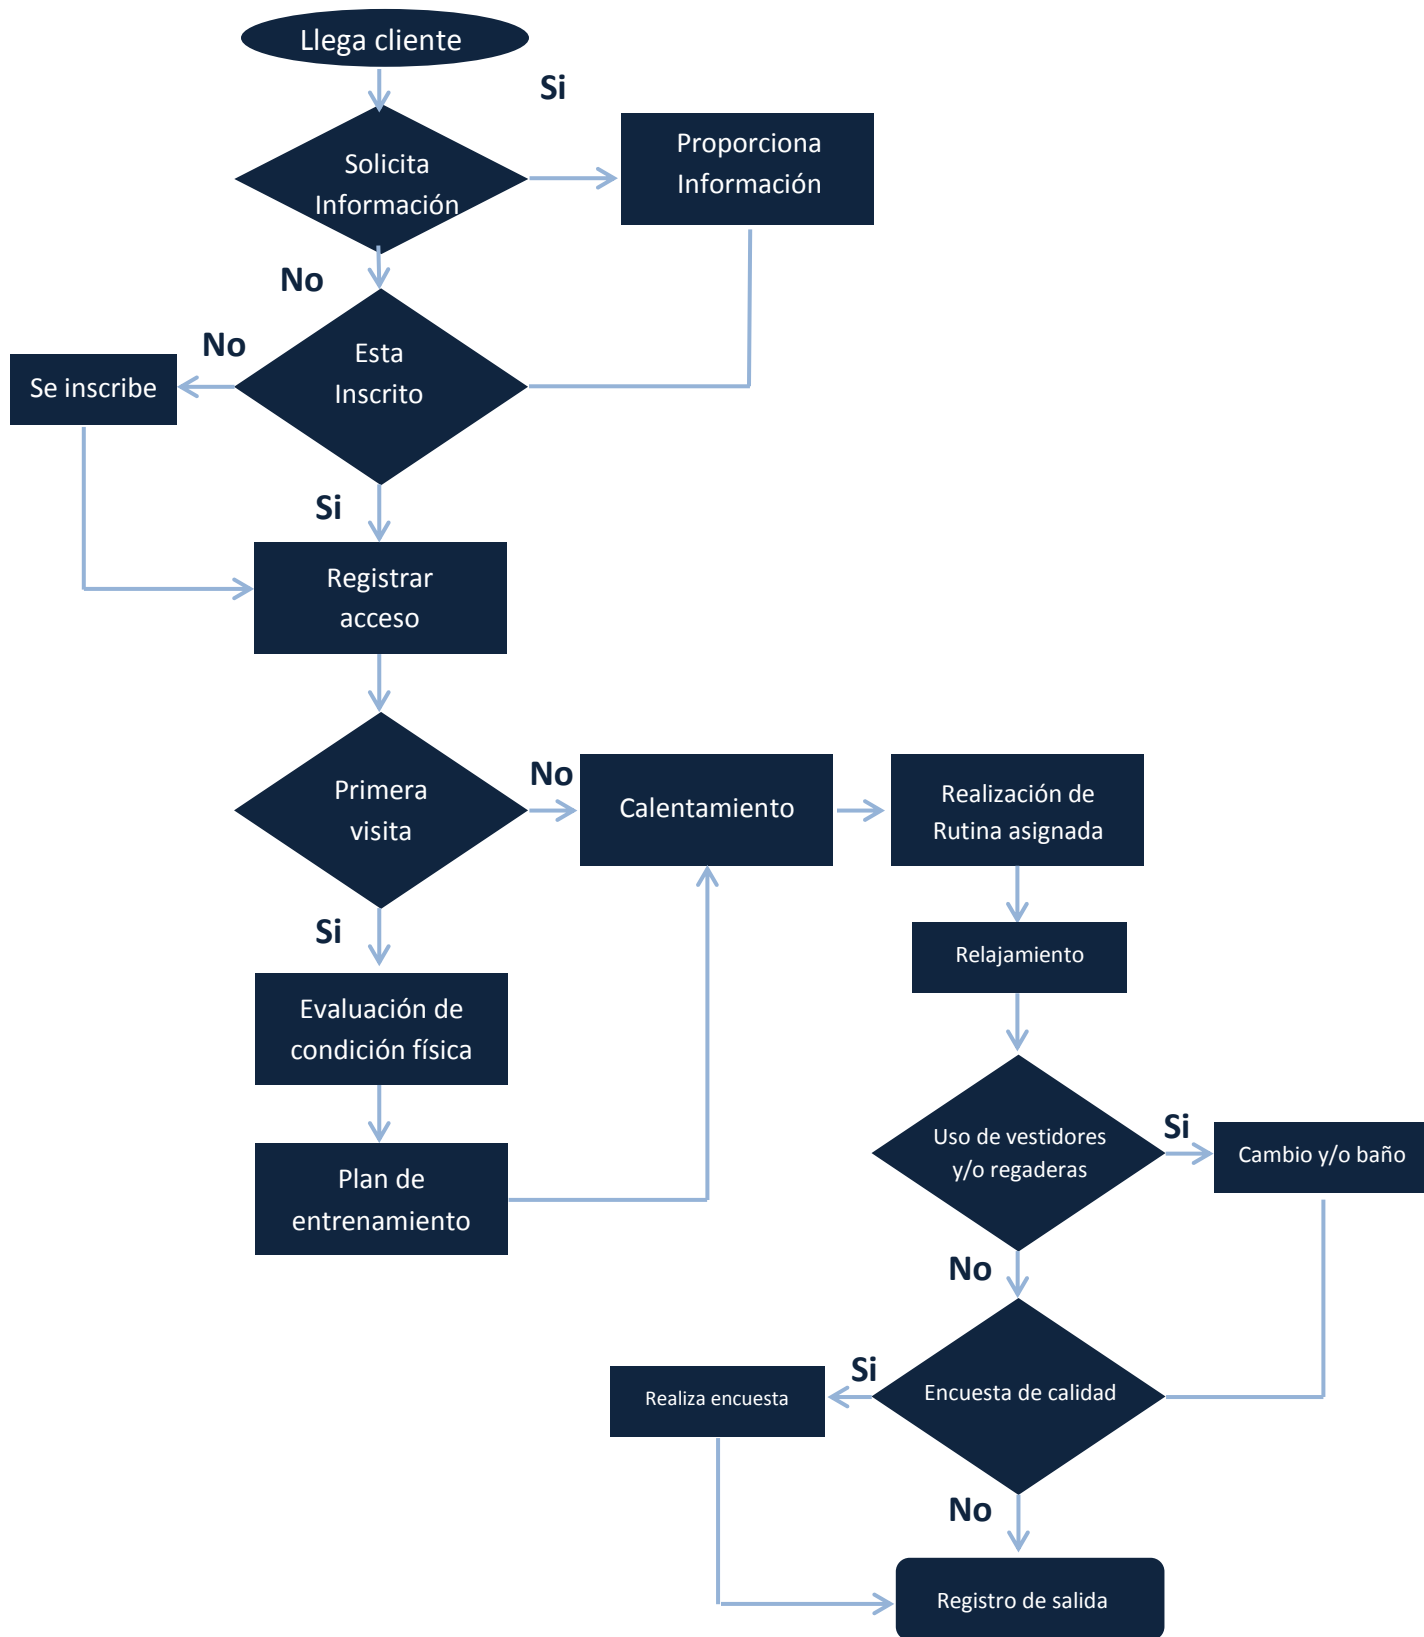 Llega cliente
Si
Solicita
Información
Proporciona
Información
No
Esta
Inscrito
No
Se inscribe
Si
Registrar
acceso
Primera
visita
No
Calentamiento
Realización de
Rutina asignada
Si
Relajamiento
Evaluación de
condición física
Plan de
entrenamiento
Uso de vestidores
y/o regaderas
Si
Cambio y/o baño
No
Encuesta de calidad
Si
Realiza encuesta
No
Registro de salida